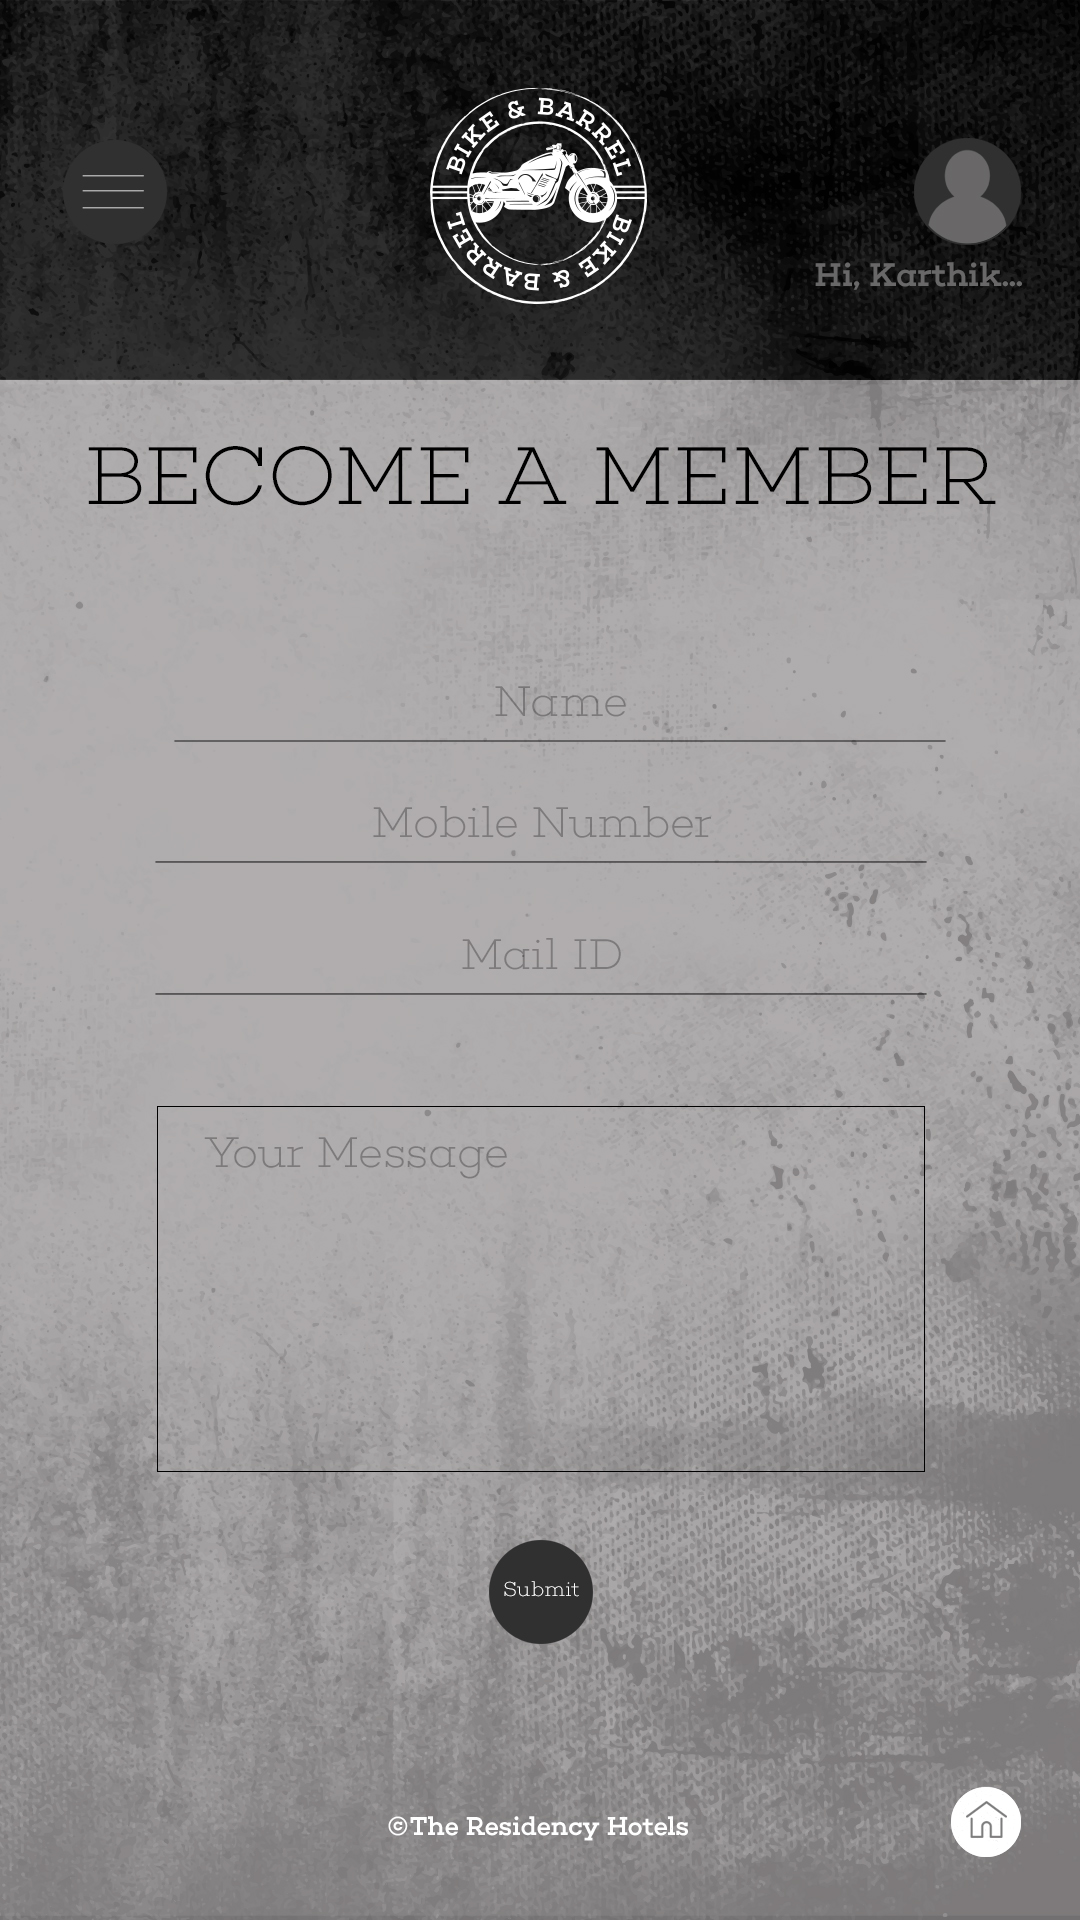 BIKE & BARREL
BIKE & BARREL
Hi, Karthik...
BECOME A MEMBER
Name
Mobile Number
Mail ID
Your Message
Submit
©The Residency Hotels